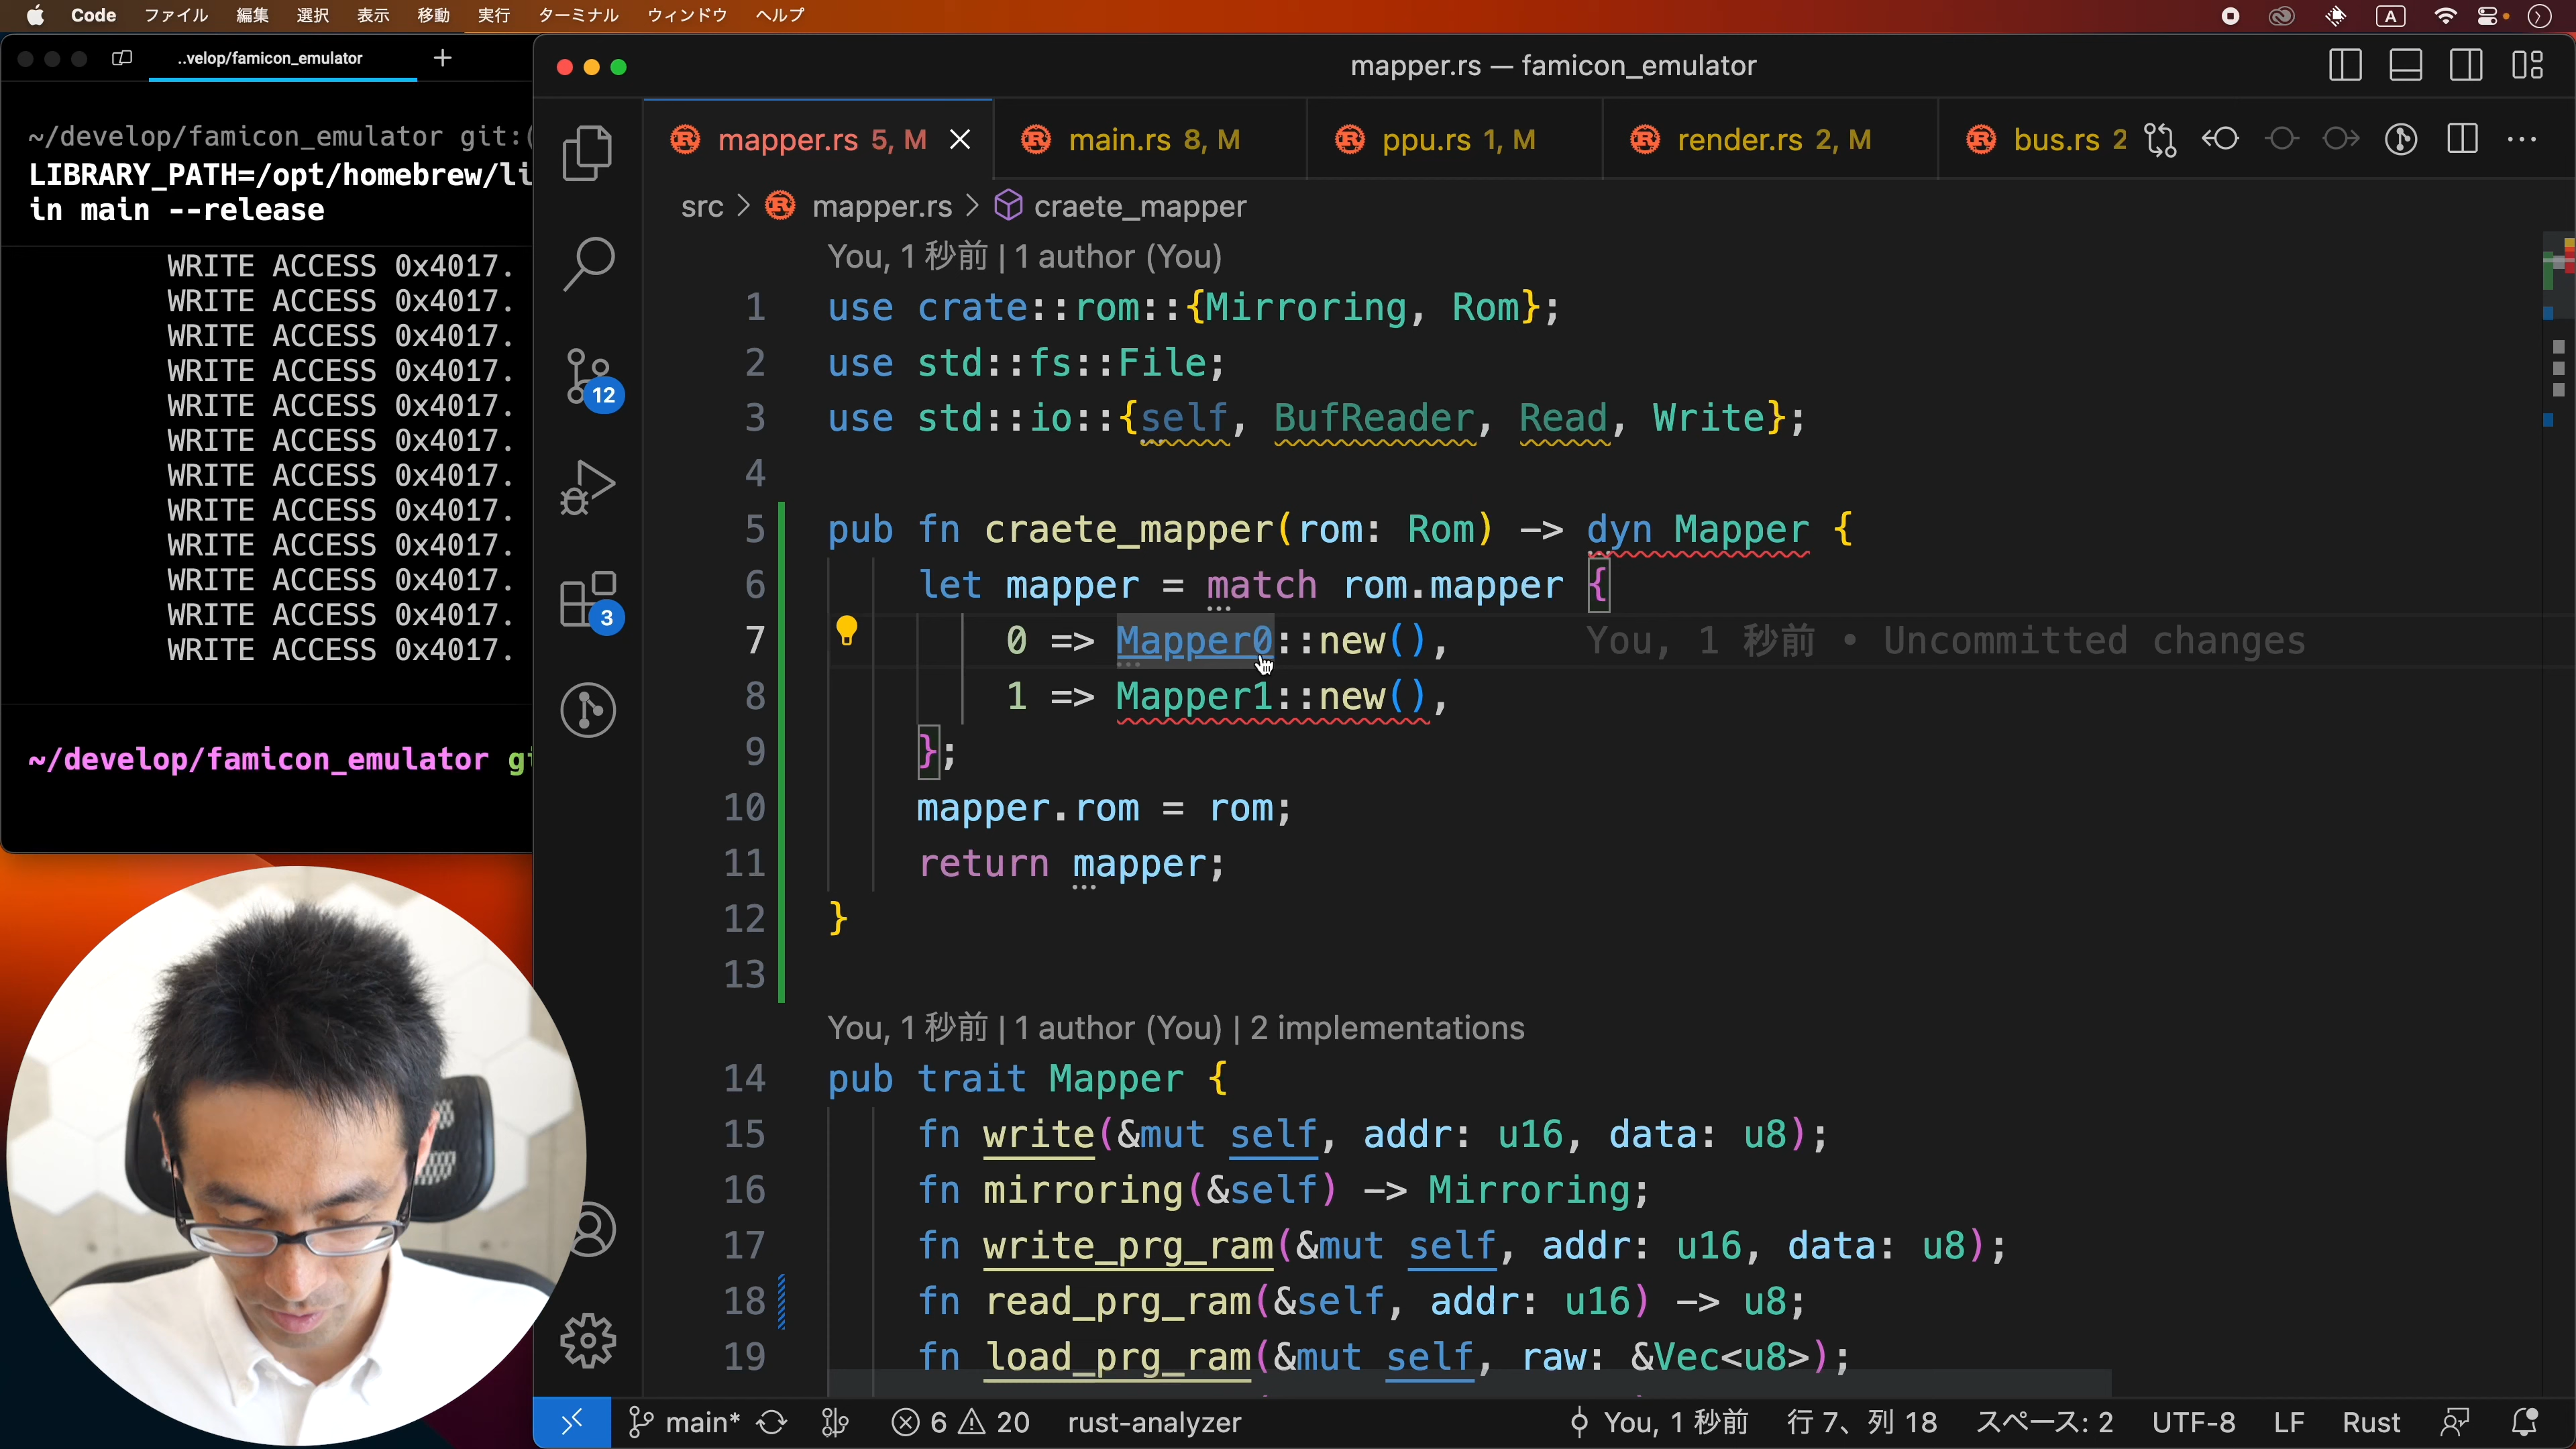 Code ファイル 編集 選択 表示 移動 実行 ターミナル ウィンドウ ヘルプ
A
..velop/famicon_emulator
~/develop/famicon_emulator git:(
LIBRARY_PATH=/opt/homebrew/li
in main --release
WRITE ACCESS 0x4017.
WRITE ACCESS 0x4017.
WRITE ACCESS 0x4017.
WRITE ACCESS 0x4017.
WRITE ACCESS 0x4017.
WRITE ACCESS 0x4017.
WRITE ACCESS 0x4017.
WRITE ACCESS 0x4017.
WRITE ACCESS 0x4017.
WRITE ACCESS 0x4017.
WRITE ACCESS 0x4017.
WRITE ACCESS 0x4017.
~/develop/famicon_emulator gi
mapper.rs — famicon_emulator
mapper.rs 5, M
main.rs 8, M
ppu.rs 1, M
render.rs 2, M
bus.rs 2
12
3
src > mapper.rs > craete_mapper
You, 1 秒前 | 1 author (You)
1 use crate::rom::{Mirroring, Rom};
2 use std::fs::File;
3 use std::io::{self, BufReader, Read, Write};
4
5 pub fn craete_mapper(rom: Rom) -> dyn Mapper {
6 let mapper = match rom.mapper {
7 0 => Mapper0::new(), You, 1 秒前 • Uncommitted changes
8 1 => Mapper1::new(),
9 };
10 mapper.rom = rom;
11 return mapper;
12 }
13
You, 1 秒前 | 1 author (You) | 2 implementations
14 pub trait Mapper {
15 fn write(&mut self, addr: u16, data: u8);
16 fn mirroring(&self) -> Mirroring;
17 fn write_prg_ram(&mut self, addr: u16, data: u8);
18 fn read_prg_ram(&self, addr: u16) -> u8;
19 fn load_prg_ram(&mut self, raw: &Vec<u8>);
main* 6 20 rust-analyzer You, 1 秒前 行 7、列 18 スペース: 2 UTF-8 LF Rust